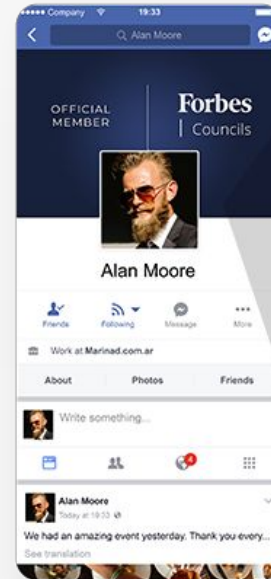 Company 19:33
Alan Moore
OFFICIAL
MEMBER
Forbes
Councils
Alan Moore
Friends Following Message More
Work at Marinad.com.ar
About Photos Friends
Write something...
4
Alan Moore
Today at 19:33
We had an amazing event yesterday. Thank you every...
See translation